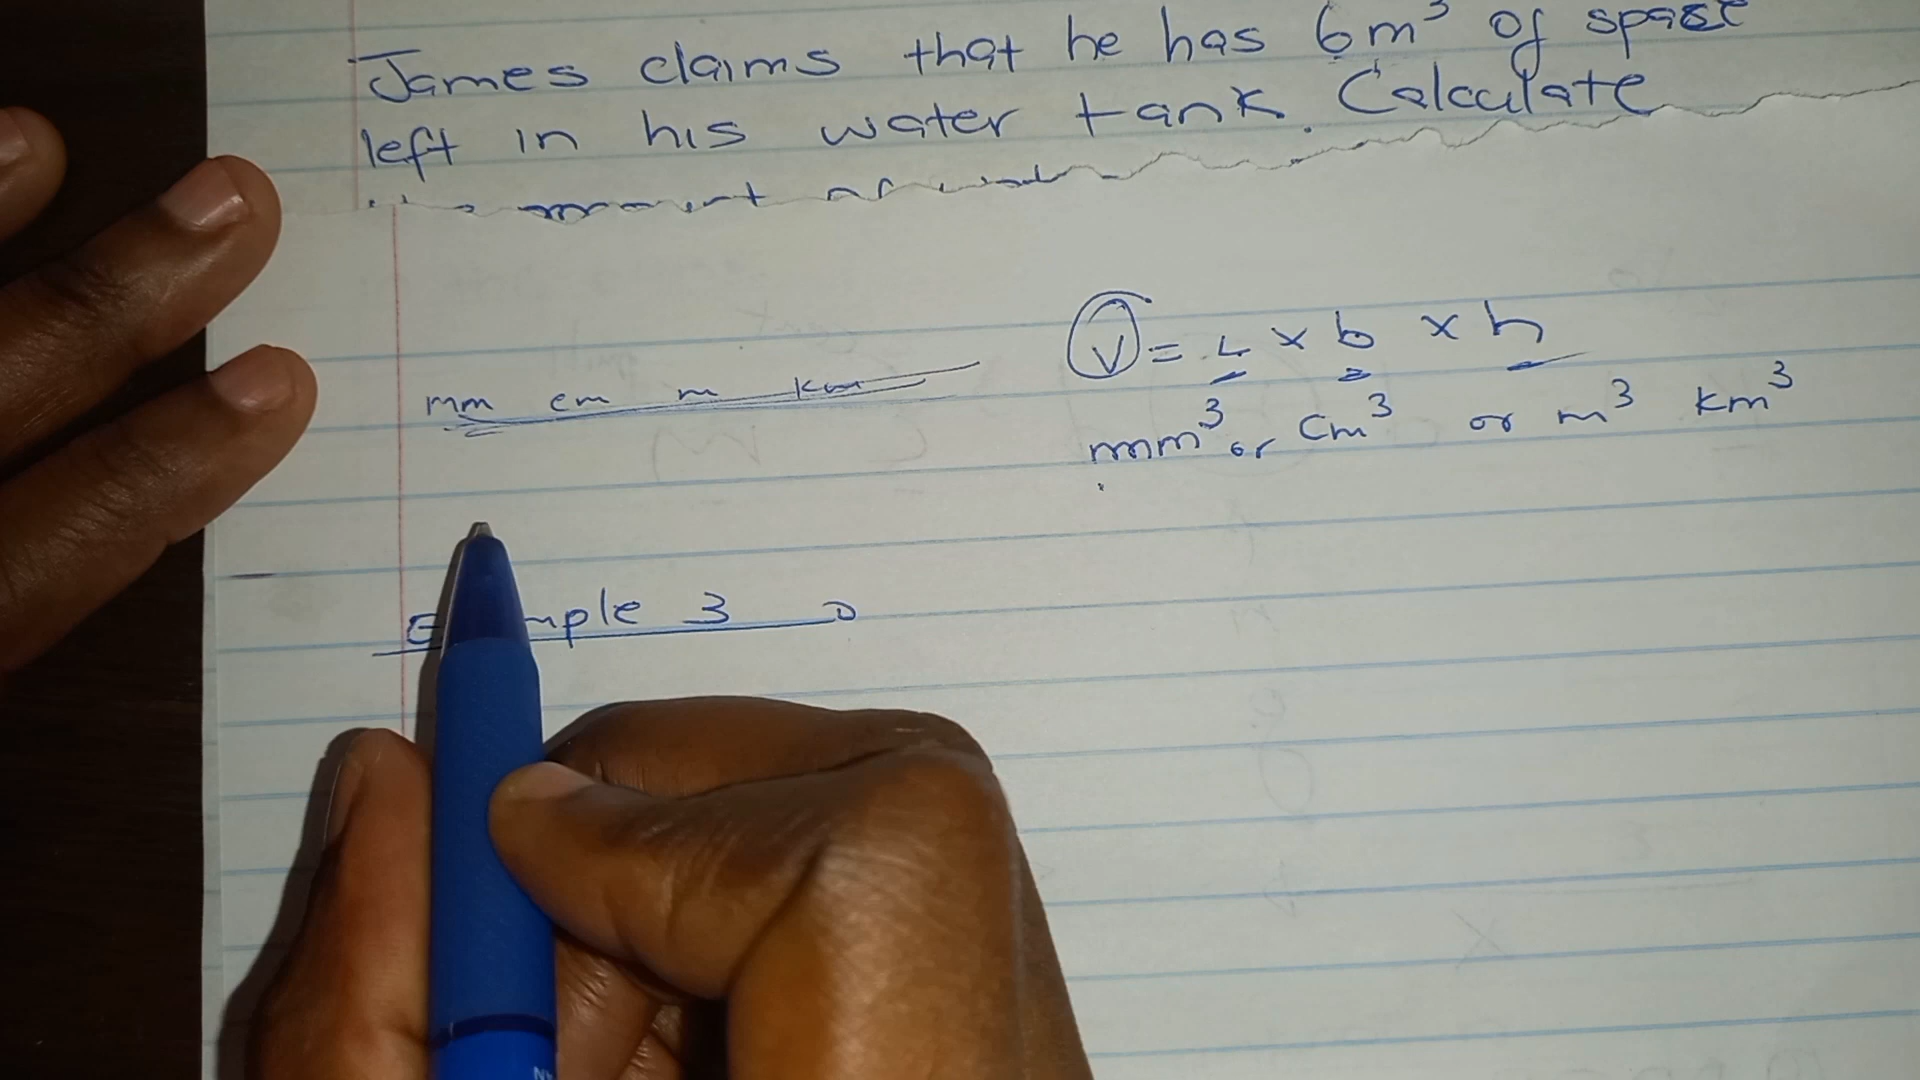 James claims that he has 6m³ of space
left in his water tank. Calculate
V = L x b x h
mm cm m km
mm³ or cm³ or m³ km³
mple 3